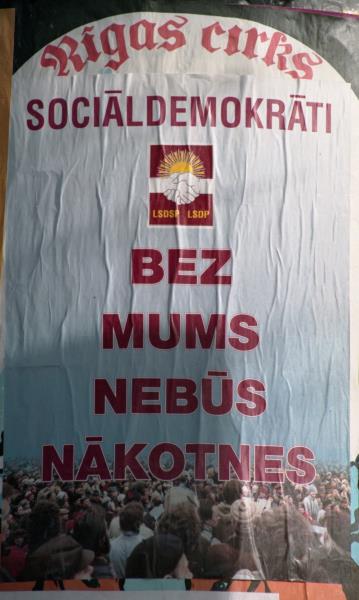 Rīgas cirks
SOCIĀLDEMOKRĀTI
LSDSP LSDP
BEZ
MUMS
NEBŪS
NĀKOTNES